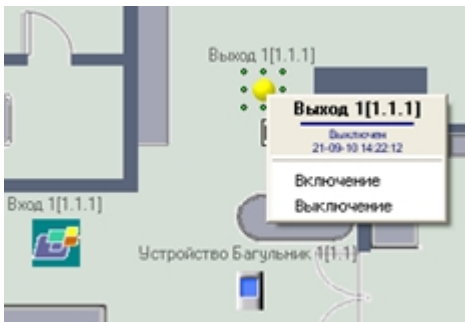 Выход 1[1.1.1]
Выход 1[1.1.1]
Выключен
21-09-10 14:22:12
Включение
Выключение
Вход 1[1.1.1]
Устройство Багульник 1[1.1]